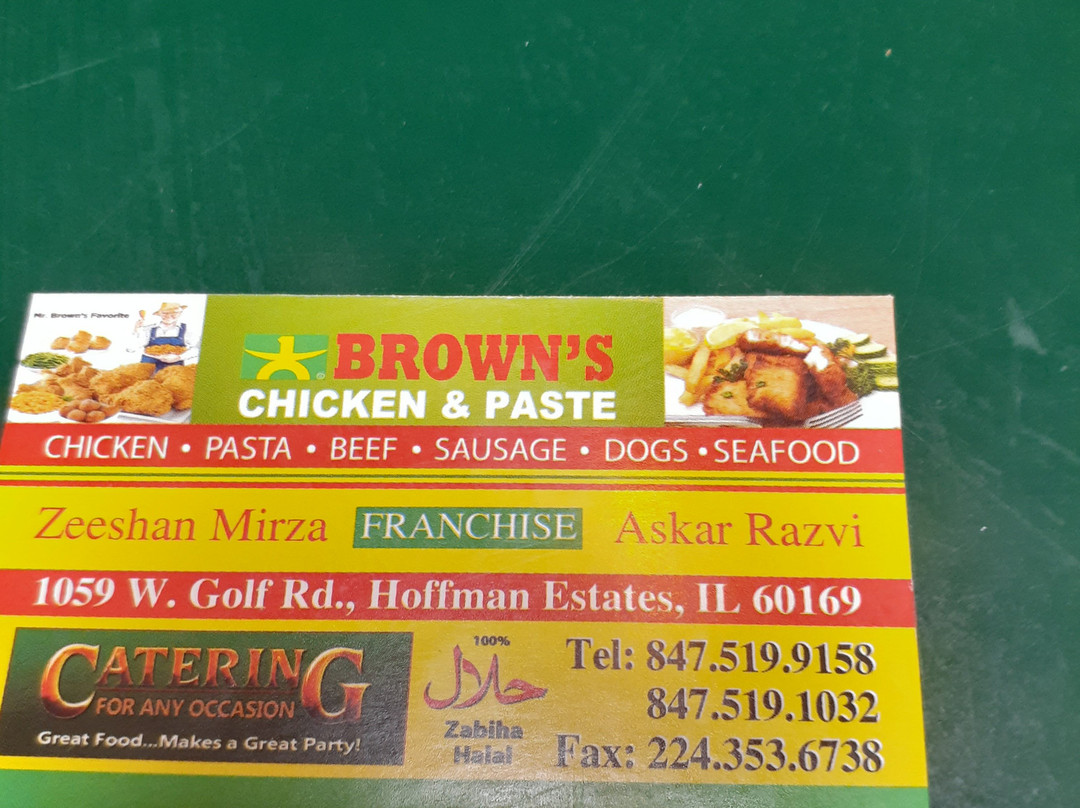 Mr. Brown's Favorite
BROWN'S
CHICKEN & PASTE
CHICKEN • PASTA • BEEF • SAUSAGE • DOGS • SEAFOOD
Zeeshan Mirza FRANCHISE Askar Razvi
1059 W. Golf Rd., Hoffman Estates, IL 60169
CATERING
FOR ANY OCCASION
Great Food...Makes a Great Party!
100%
حلال
Zabiha
Halal
Tel: 847.519.9158
847.519.1032
Fax: 224.353.6738